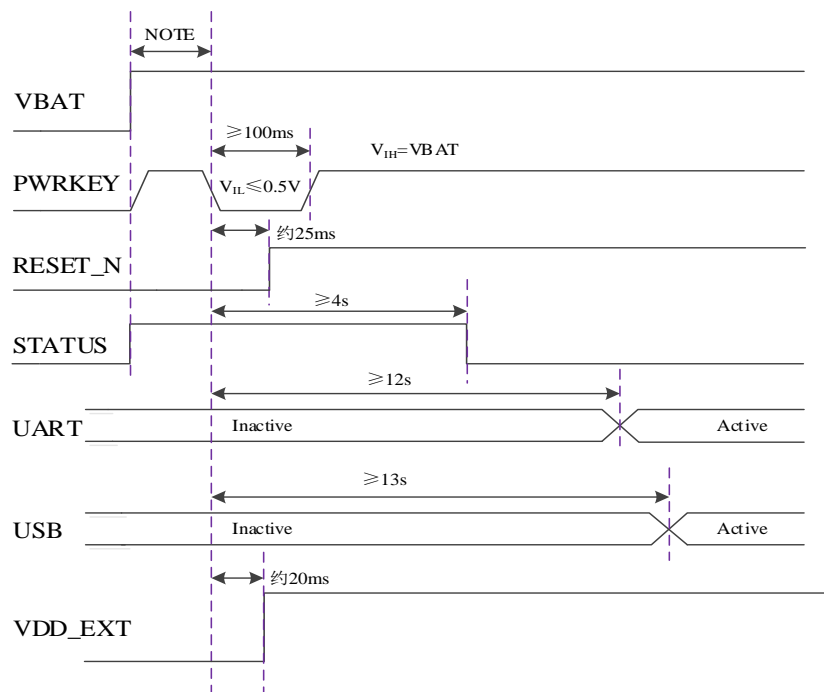 NOTE
VBAT
≥100ms
VIH=VBAT
PWRKEY
VIL≤0.5V
约25ms
RESET_N
≥4s
STATUS
≥12s
UART
Inactive
Active
≥13s
USB
Inactive
Active
约20ms
VDD_EXT